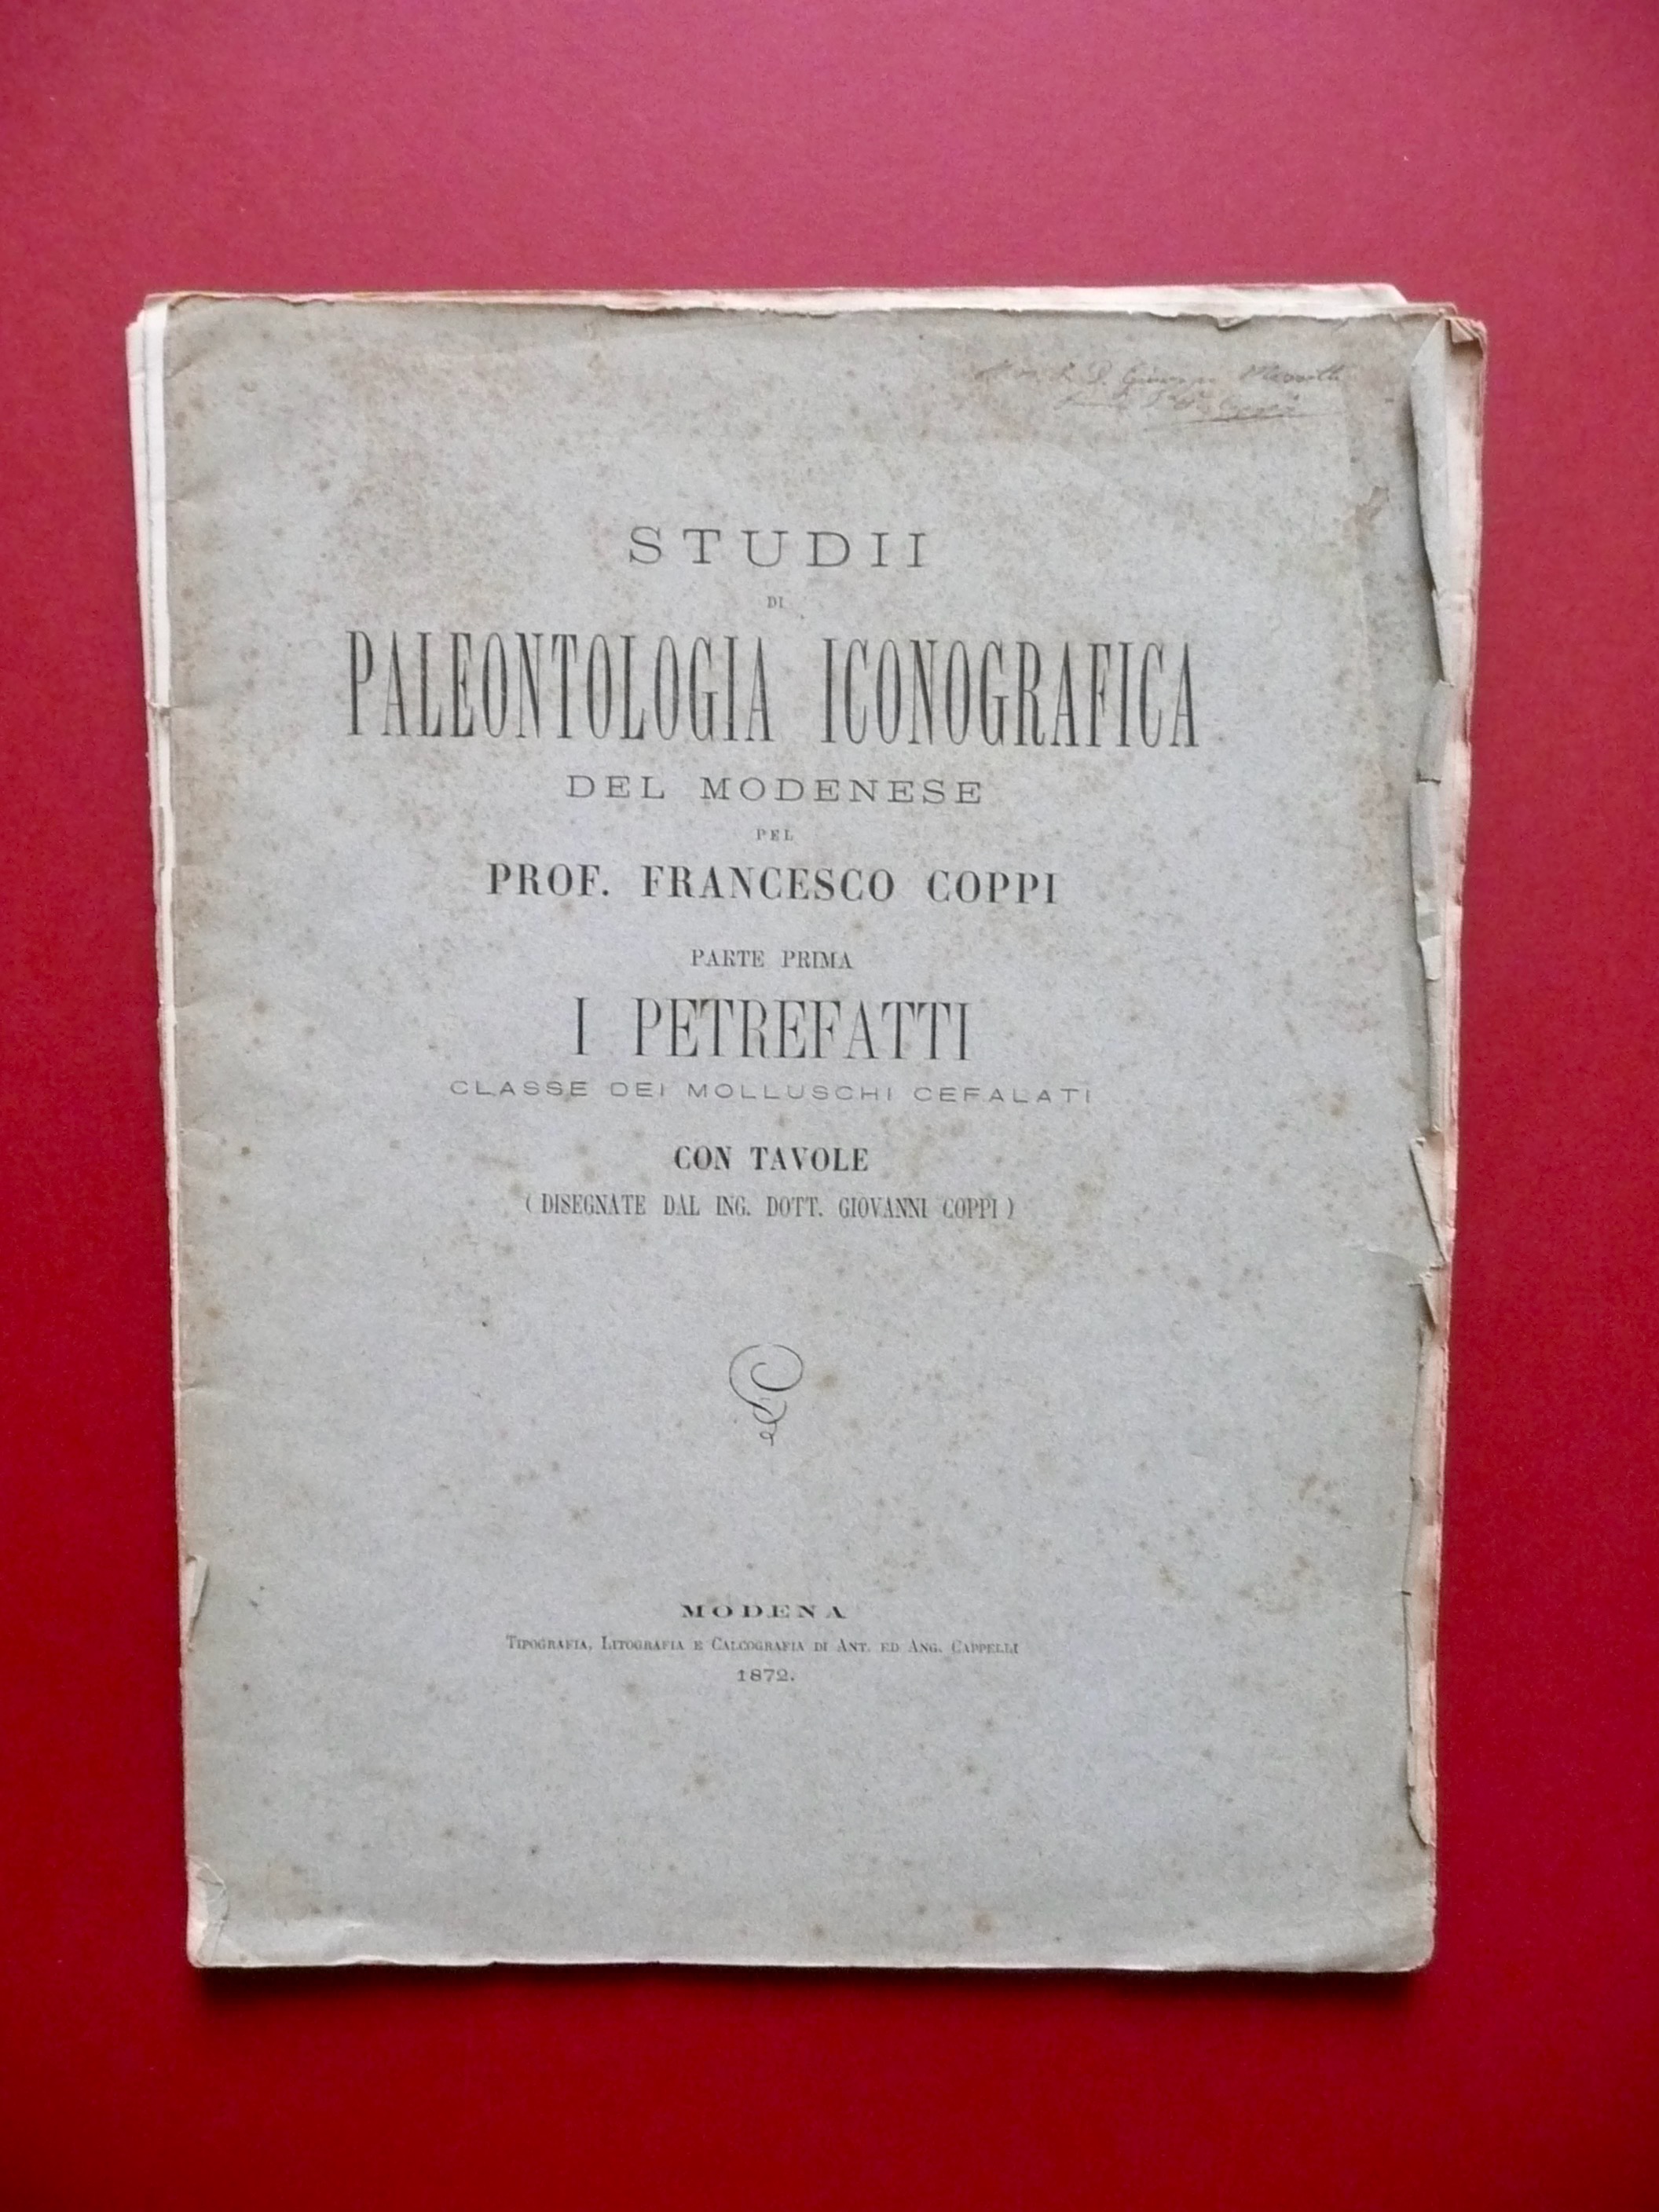 D. Giuseppe
STUDII
DI
PALEONTOLOGIA ICONOGRAFICA
DEL MODENESE
PEL
PROF. FRANCESCO COPPI
PARTE PRIMA
I PETREFATTI
CLASSE DEI MOLLUSCHI CEFALATI
CON TAVOLE
(DISEGNATE DAL ING. DOTT. GIOVANNI COPPI)
MODENA
TIPOGRAFIA, LITOGRAFIA E CALCOGRAFIA DI ANT. ED ANG. CAPPELLI
1872.